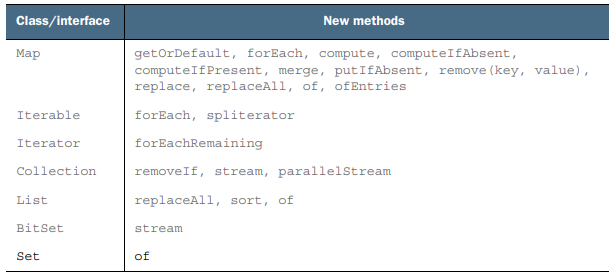 Class/interface New methods
Map getOrDefault, forEach, compute, computeIfAbsent,
computeIfPresent, merge, putIfAbsent, remove(key, value),
replace, replaceAll, of, ofEntries
Iterable forEach, spliterator
Iterator forEachRemaining
Collection removeIf, stream, parallelStream
List replaceAll, sort, of
BitSet stream
Set of